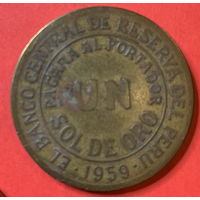 EL BANCO CENTRAL DE RESERVA DEL PERU
PAGARA AL PORTADOR
UN
SOL DE ORO
·1959·